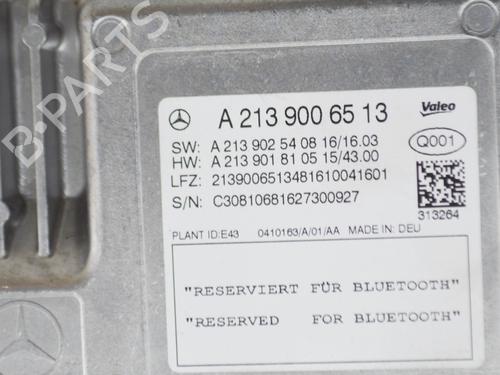 A 213 900 65 13
Valeo
SW: A 213 902 54 08 16/16.03
HW: A 213 901 81 05 15/43.00
Q001
LFZ: 2139006513481610041601
S/N: C30810681627300927
313264
PLANT ID:E43 0410163/A/01/AA MADE IN: DEU
"RESERVIERT FÜR BLUETOOTH"
"RESERVED FOR BLUETOOTH"